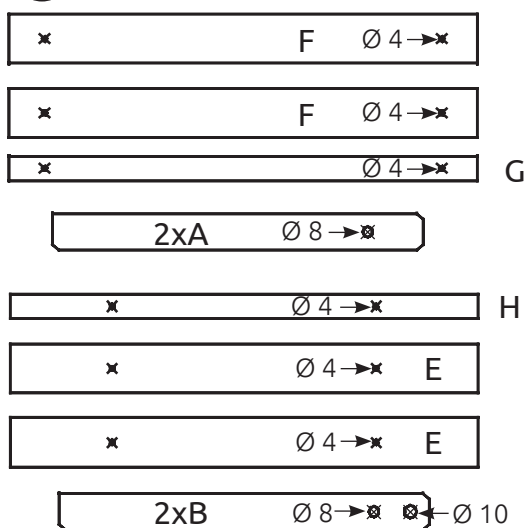 F Ø 4
F Ø 4
Ø 4 G
2xA Ø 8
Ø 4 H
Ø 4 E
Ø 4 E
2xB Ø 8 Ø 10